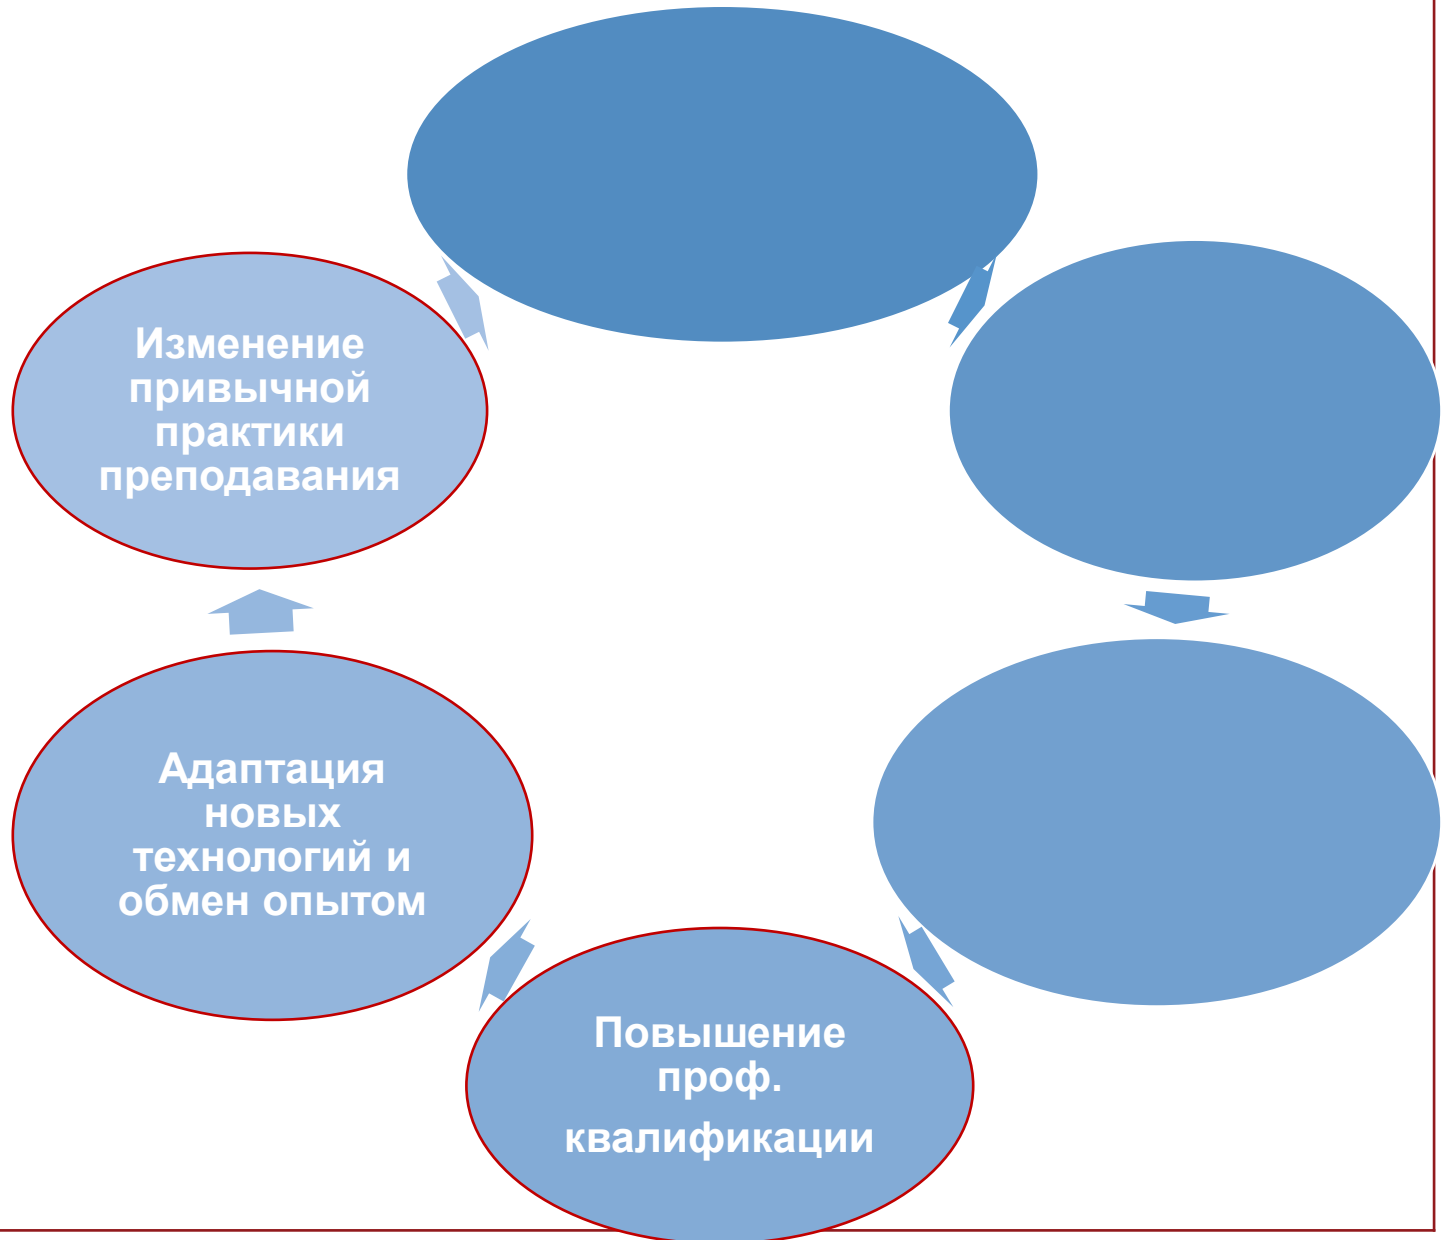 Изменение
привычной
практики
преподавания
Адаптация
новых
технологий и
обмен опытом
Повышение
проф.
квалификации